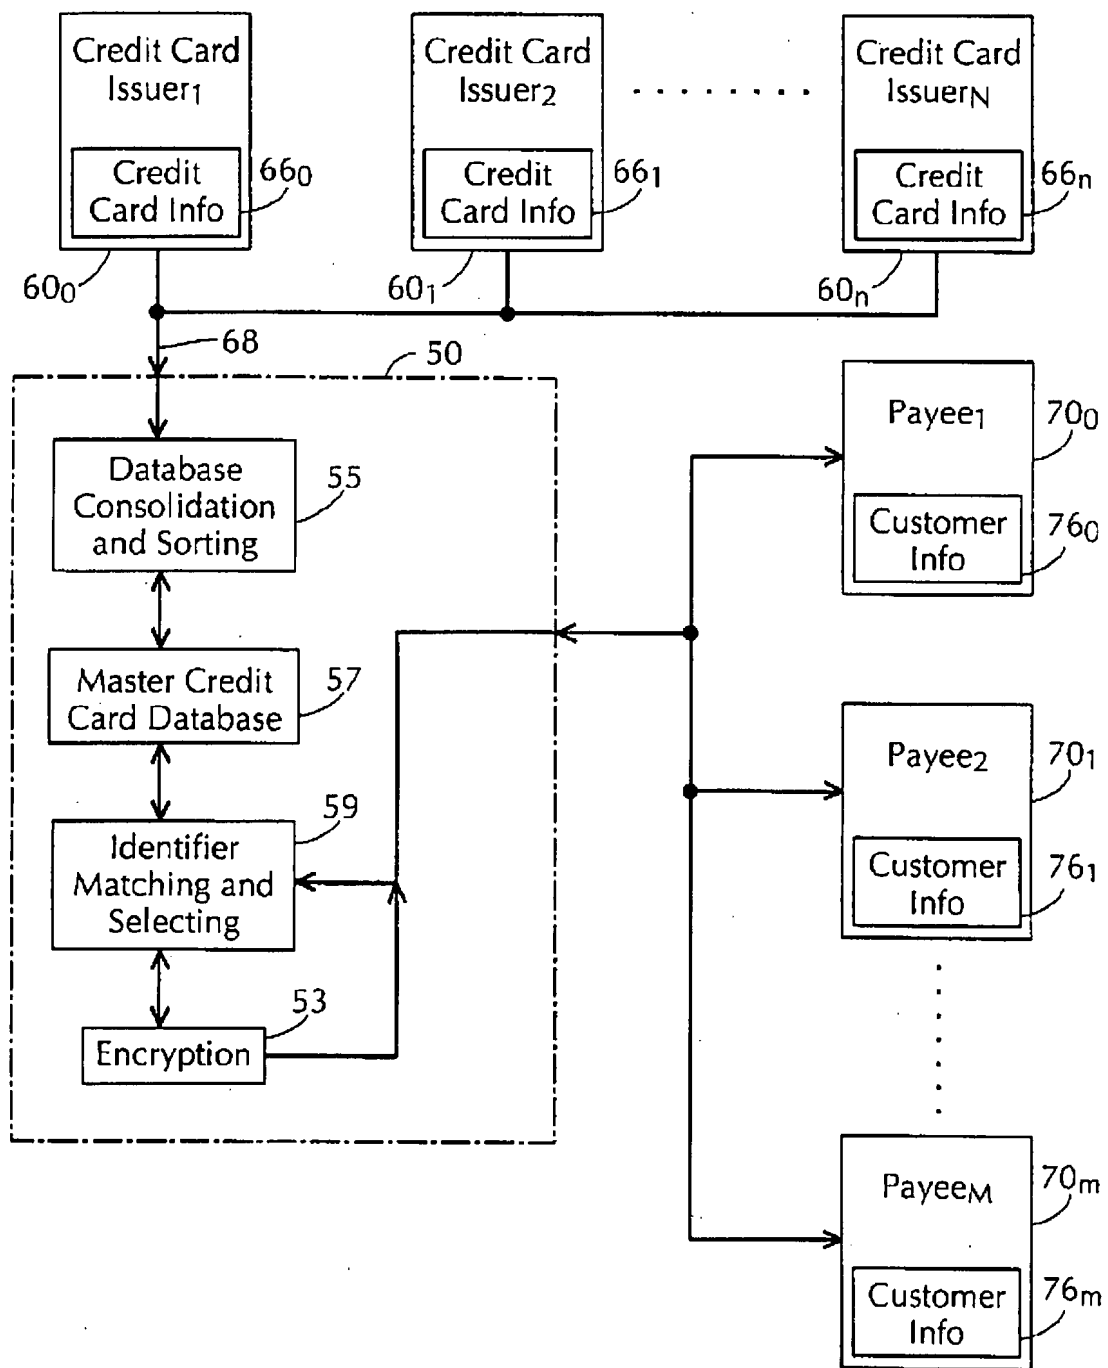 Credit Card
Issuer₁
Credit
Card Info
66₀
60₀
Credit Card
Issuer₂
Credit
Card Info
66₁
60₁
Credit Card
Issuer_N
Credit
Card Info
66ₙ
60ₙ
68
50
Database
Consolidation
and Sorting
55
Master Credit
Card Database
57
Identifier
Matching and
Selecting
59
Encryption
53
Payee₁
70₀
Customer
Info
76₀
Payee₂
70₁
Customer
Info
76₁
Payee_M
70ₘ
Customer
Info
76ₘ